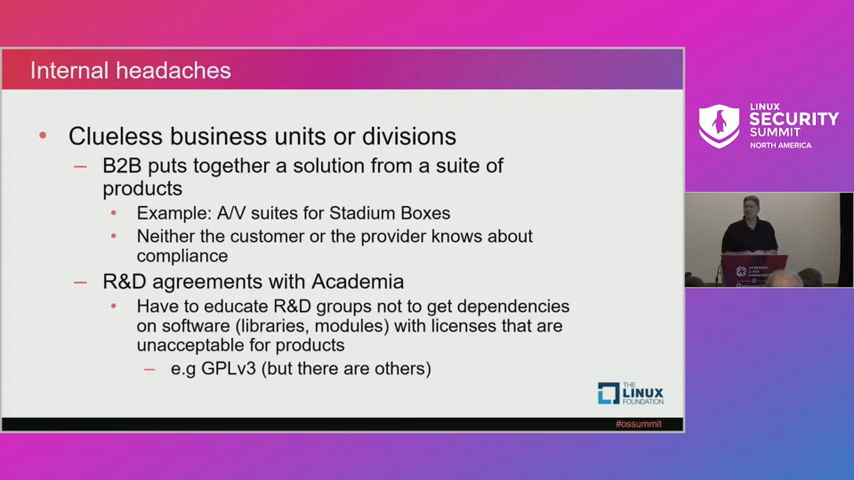 Internal headaches
• Clueless business units or divisions
– B2B puts together a solution from a suite of
products
• Example: A/V suites for Stadium Boxes
• Neither the customer or the provider knows about
compliance
– R&D agreements with Academia
• Have to educate R&D groups not to get dependencies
on software (libraries, modules) with licenses that are
unacceptable for products
– e.g GPLv3 (but there are others)
THE
LINUX
FOUNDATION
#ossummit
LINUX
SECURITY
SUMMIT
NORTH AMERICA